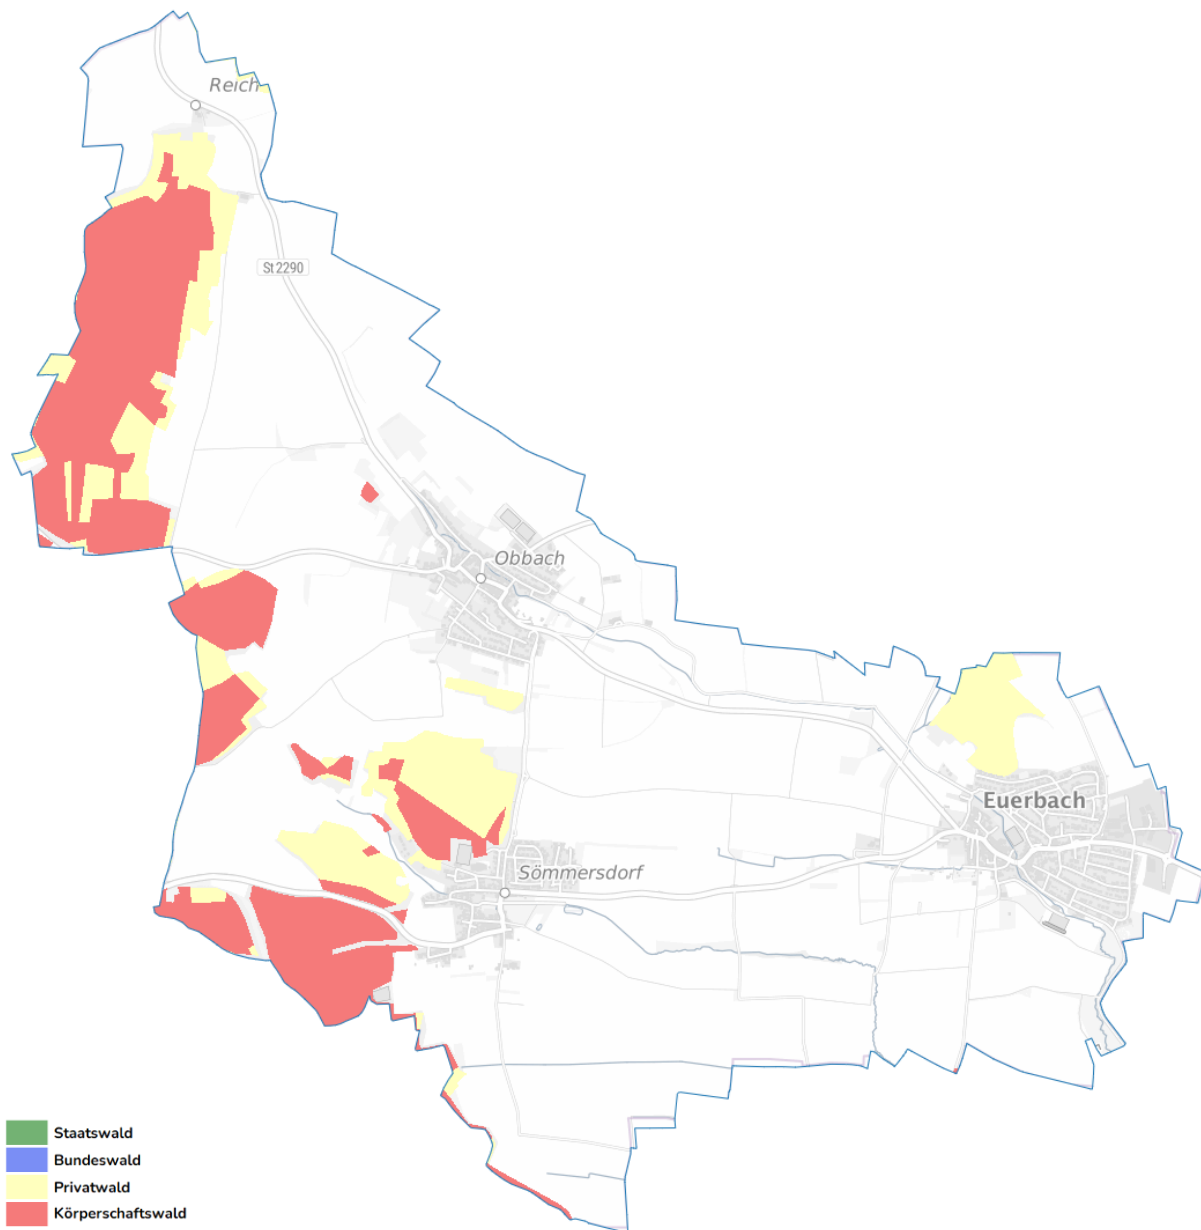 Reich
St 2290
Obbach
Euerbach
Sömmersdorf
Staatswald
Bundeswald
Privatwald
Körperschaftswald